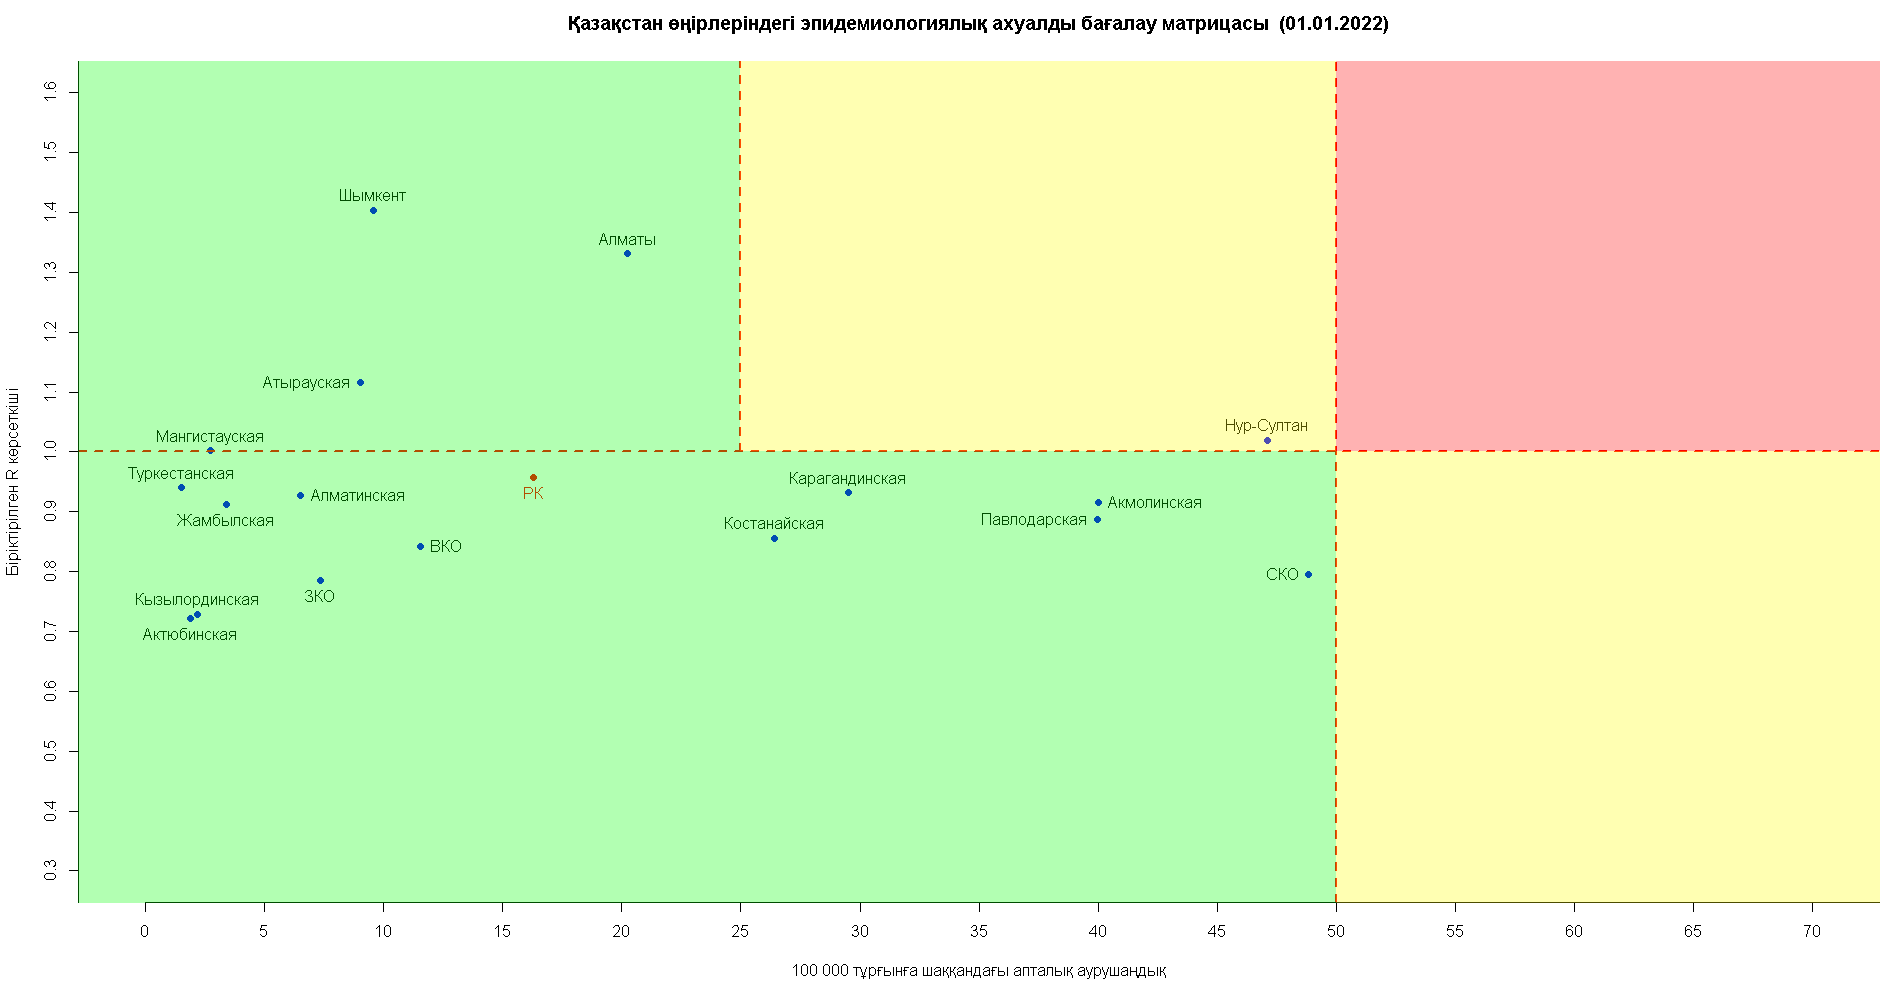 Қазақстан өңірлеріндегі эпидемиологиялық ахуалды бағалау матрицасы (01.01.2022)
Біріктірілген R көрсеткіші
1.6
1.5
1.4
1.3
1.2
1.1
1.0
0.9
0.8
0.7
0.6
0.5
0.4
0.3
Шымкент
Алматы
Атырауская
Нур-Султан
Мангистауская
Туркестанская
Карагандинская
РК
Алматинская
Акмолинская
Жамбылская
Павлодарская
Костанайская
ВКО
СКО
ЗКО
Кызылординская
Актюбинская
0 5 10 15 20 25 30 35 40 45 50 55 60 65 70
100 000 тұрғынға шаққандағы апталық аурушаңдық